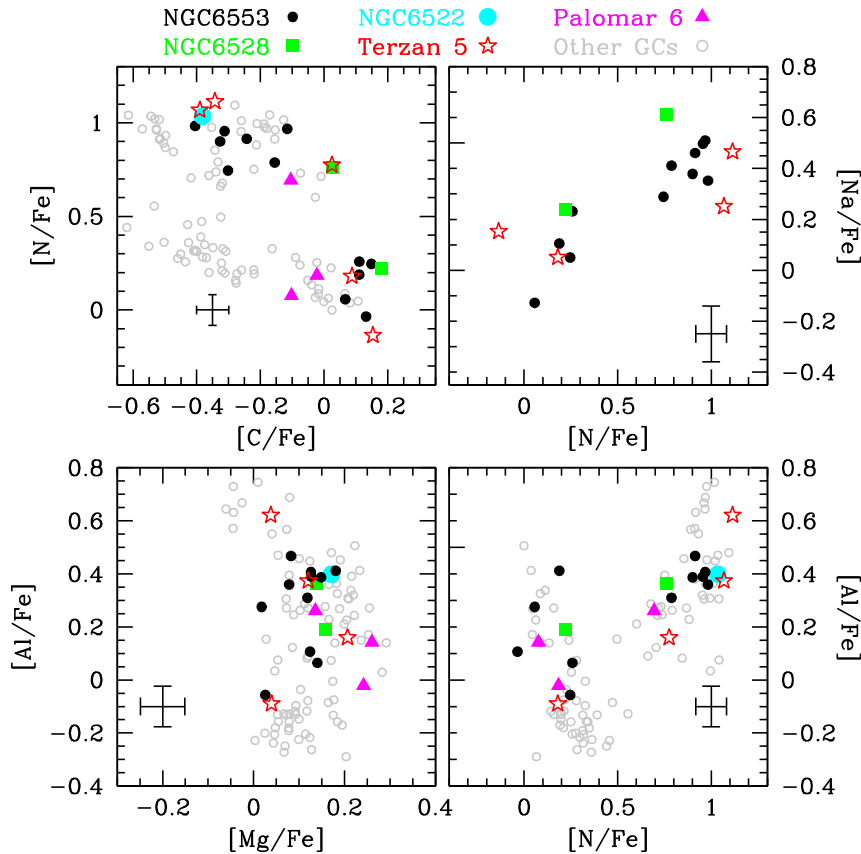 NGC6553 NGC6522 Palomar 6
NGC6528 Terzan 5 Other GCs
1
0.5
0
[N/Fe]
-0.6 -0.4 -0.2 0 0.2
[C/Fe]
0.8
0.6
0.4
0.2
0
-0.2
-0.4
[Na/Fe]
0 0.5 1
[N/Fe]
0.8
0.6
0.4
0.2
0
-0.2
-0.4
[Al/Fe]
-0.2 0 0.2 0.4
[Mg/Fe]
0.8
0.6
0.4
0.2
0
-0.2
-0.4
[Al/Fe]
0 0.5 1
[N/Fe]